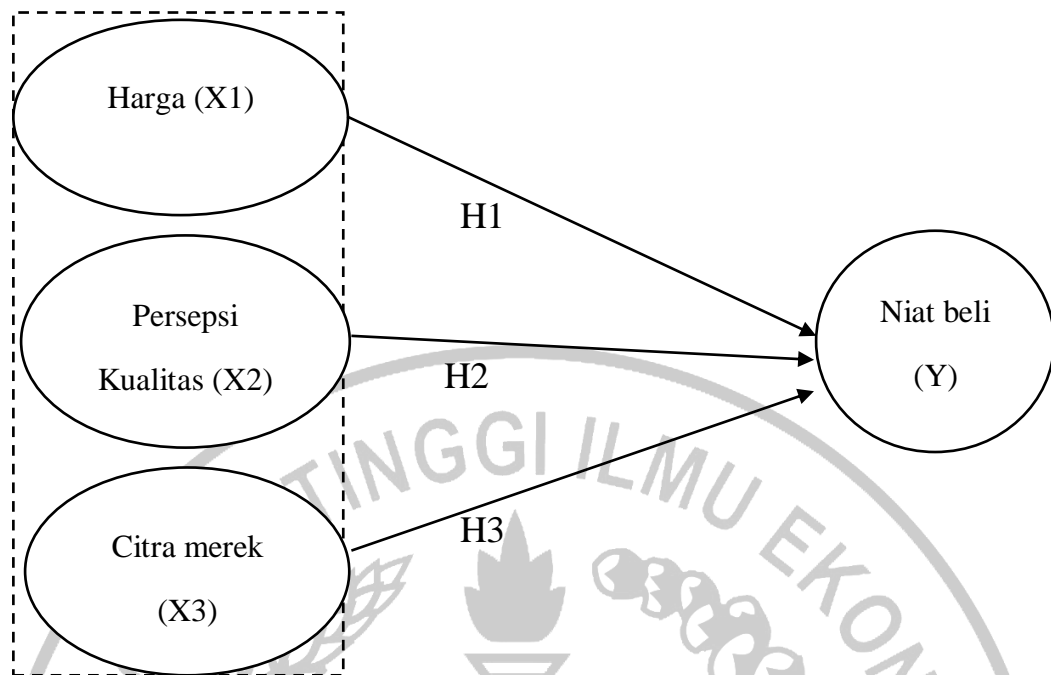 Harga (X1)
H1
Persepsi
Kualitas (X2)
H2
Niat beli
(Y)
Citra merek
(X3)
H3
TINGGI ILMU EKON